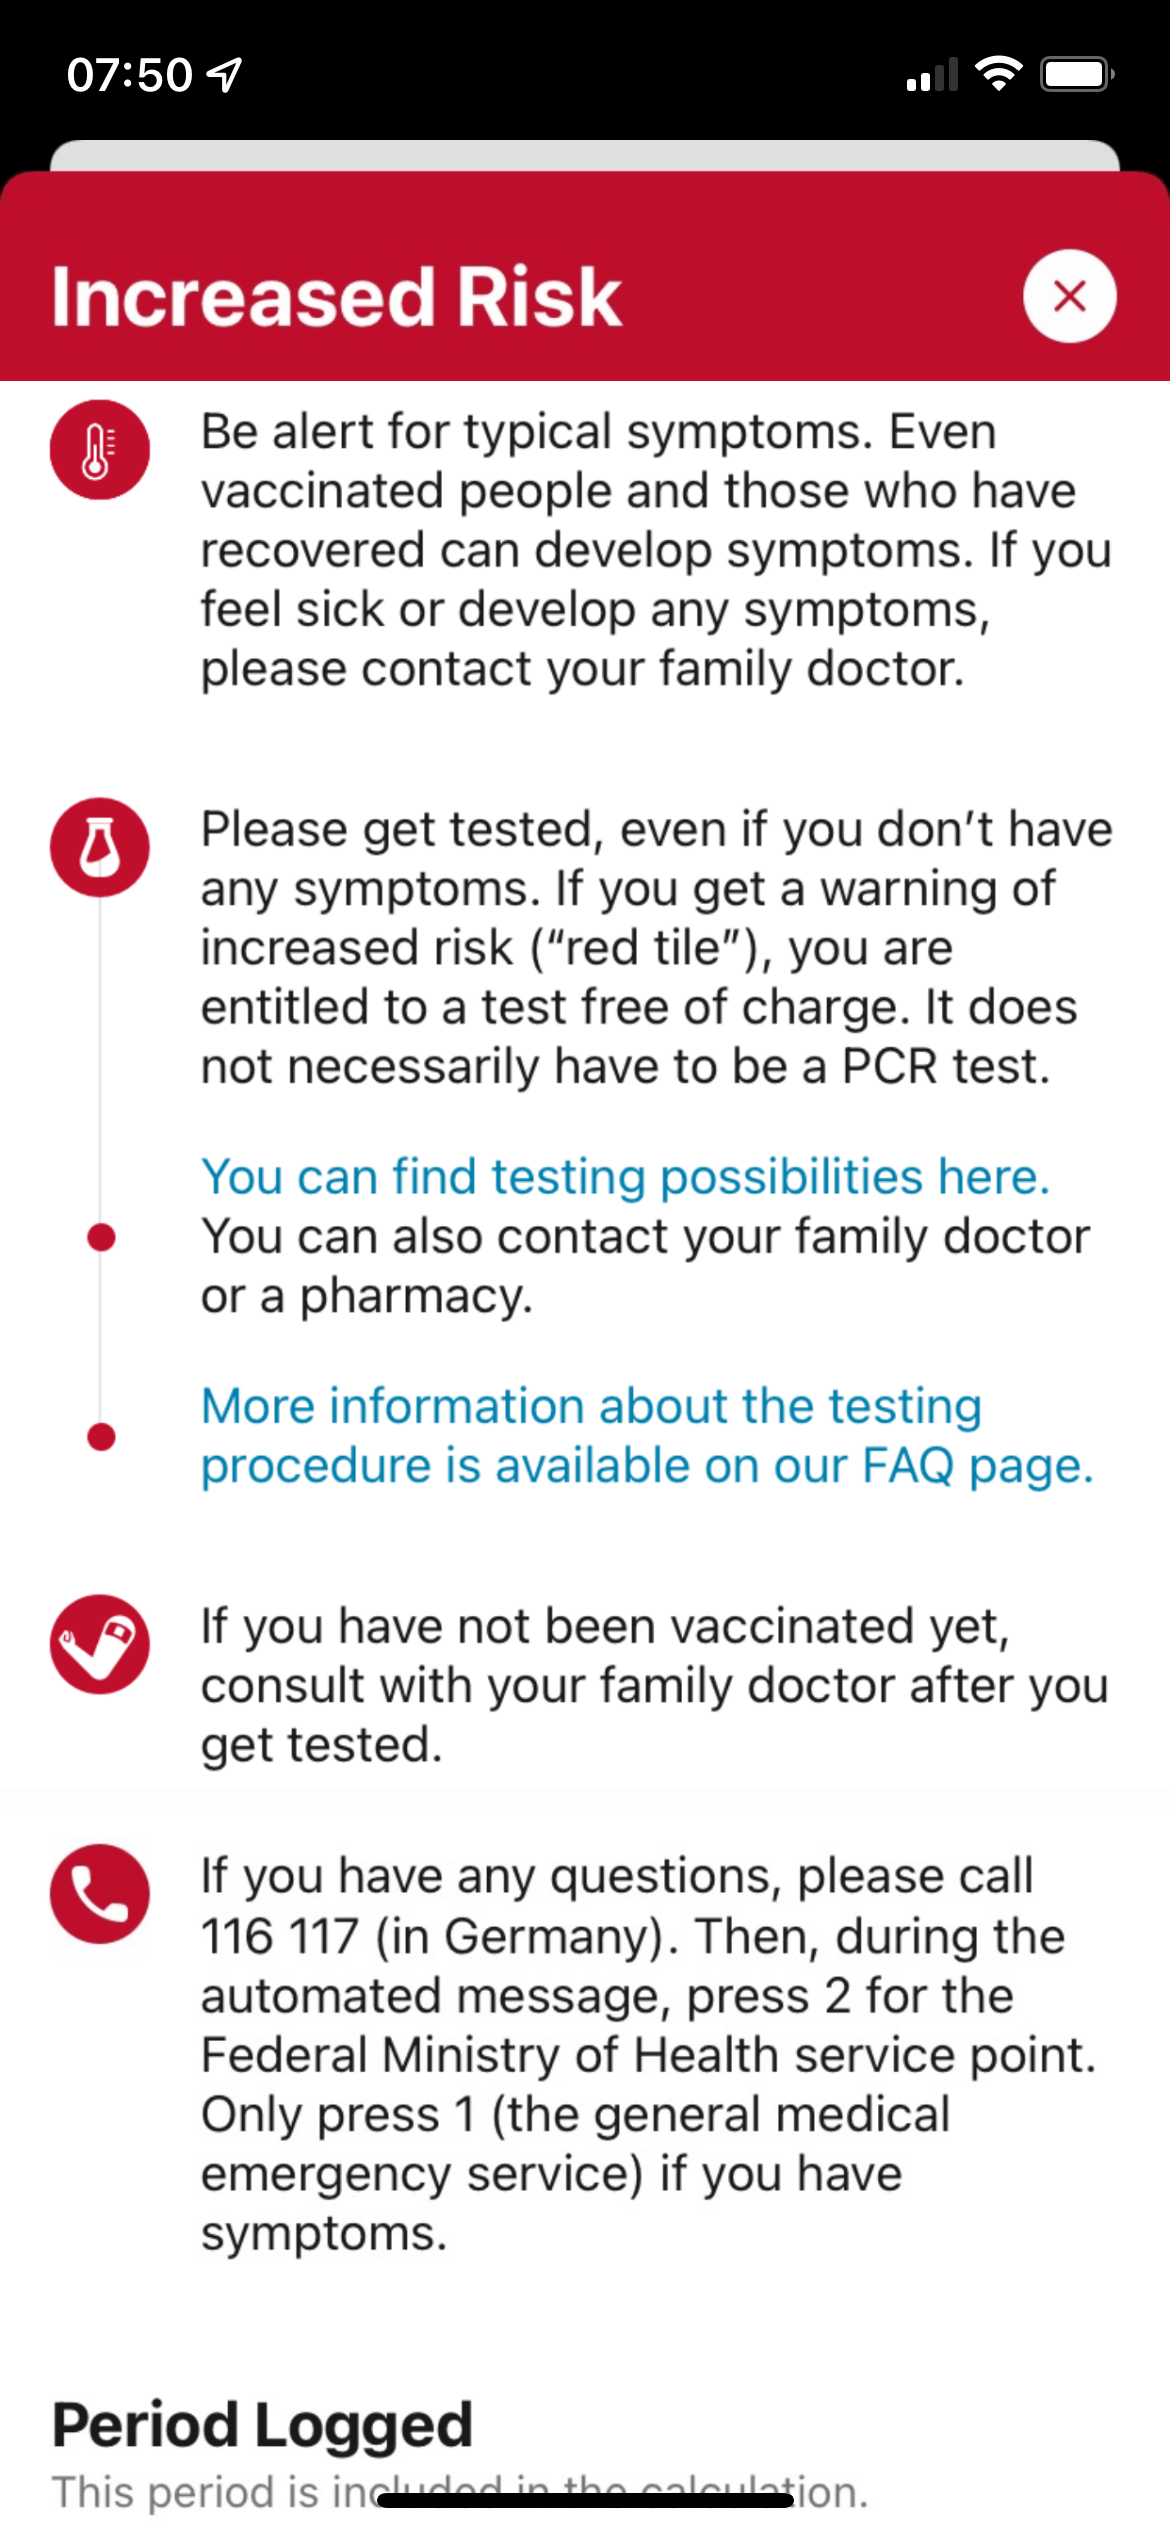 07:50
Increased Risk
Be alert for typical symptoms. Even
vaccinated people and those who have
recovered can develop symptoms. If you
feel sick or develop any symptoms,
please contact your family doctor.
Please get tested, even if you don’t have
any symptoms. If you get a warning of
increased risk (“red tile”), you are
entitled to a test free of charge. It does
not necessarily have to be a PCR test.
You can find testing possibilities here.
You can also contact your family doctor
or a pharmacy.
More information about the testing
procedure is available on our FAQ page.
If you have not been vaccinated yet,
consult with your family doctor after you
get tested.
If you have any questions, please call
116 117 (in Germany). Then, during the
automated message, press 2 for the
Federal Ministry of Health service point.
Only press 1 (the general medical
emergency service) if you have
symptoms.
Period Logged
This period is included in the calculation.